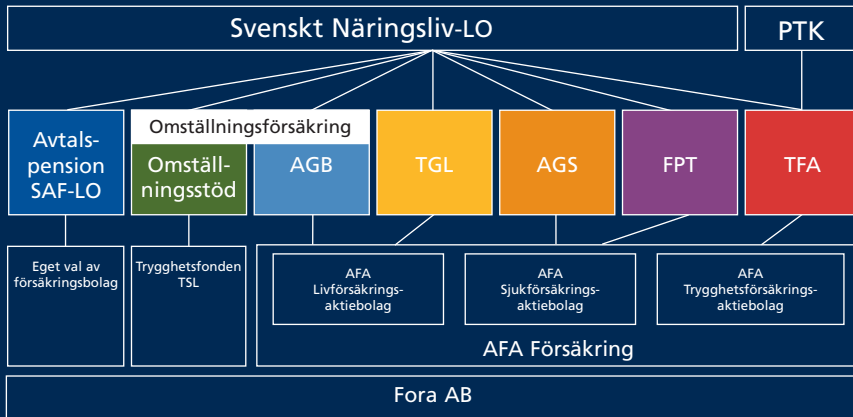 Svenskt Näringsliv-LO
PTK
Avtals-
pension
SAF-LO
Omställningsförsäkring
Omställ-
ningsstöd
AGB
TGL
AGS
FPT
TFA
Eget val av
försäkringsbolag
Trygghetsfonden
TSL
AFA
Livförsäkrings-
aktiebolag
AFA
Sjukförsäkrings-
aktiebolag
AFA
Trygghetsförsäkrings-
aktiebolag
AFA Försäkring
Fora AB